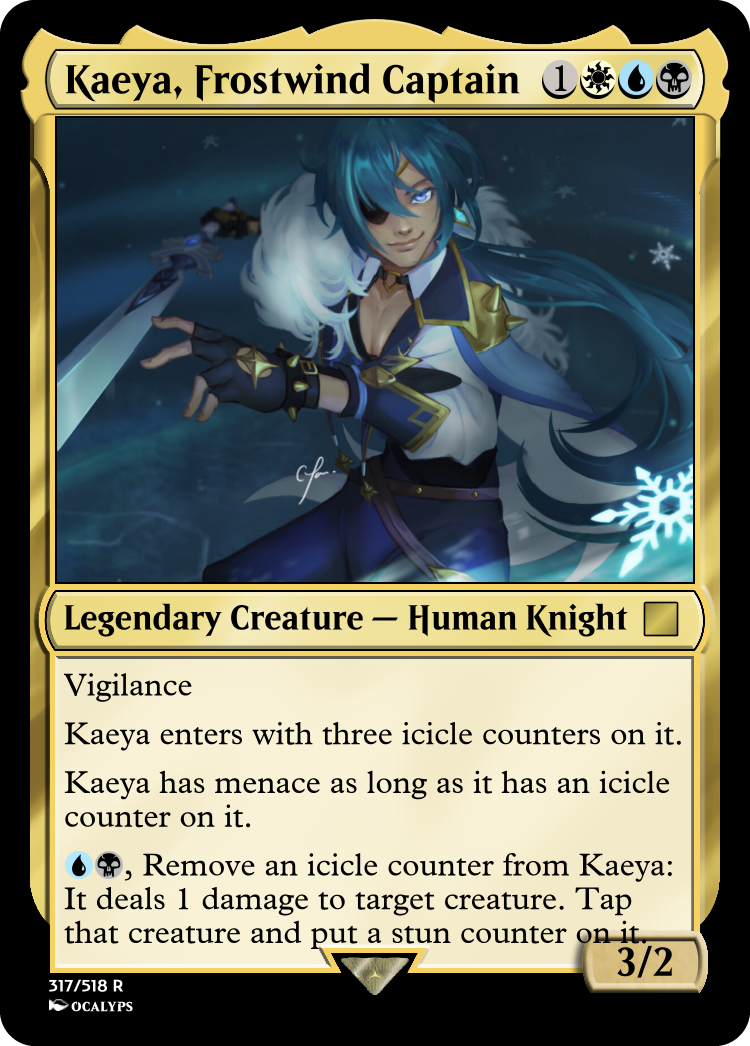 Kaeya, Frostwind Captain 1
Legendary Creature — Human Knight
Vigilance
Kaeya enters with three icicle counters on it.
Kaeya has menace as long as it has an icicle
counter on it.
, Remove an icicle counter from Kaeya:
It deals 1 damage to target creature. Tap
that creature and put a stun counter on it.
3/2
317/518 R
OCALYPS